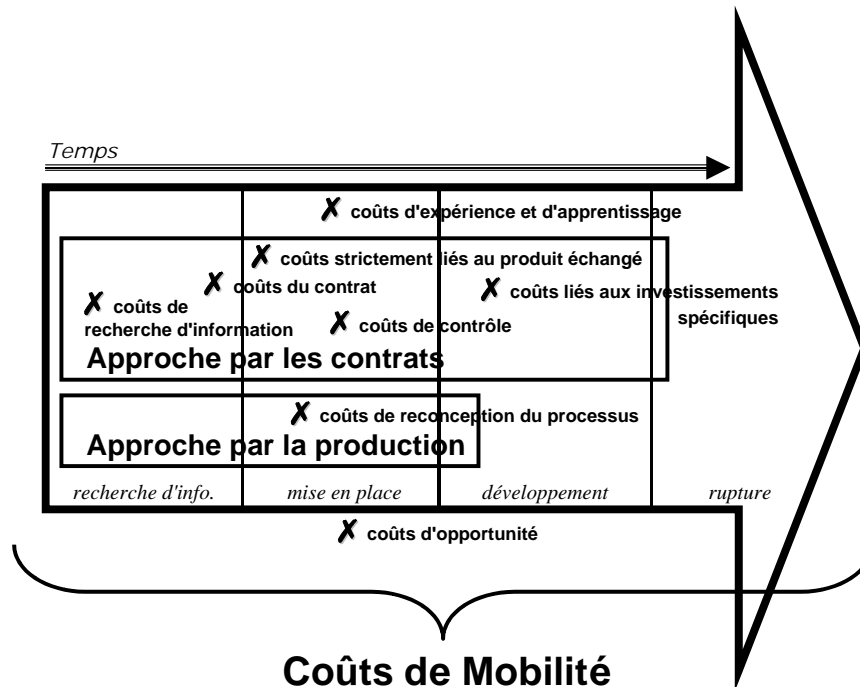 Temps
✗ coûts d'expérience et d'apprentissage
✗ coûts strictement liés au produit échangé
✗ coûts du contrat
✗ coûts liés aux investissements
spécifiques
✗ coûts de
recherche d'information
✗ coûts de contrôle
Approche par les contrats
✗ coûts de reconception du processus
Approche par la production
recherche d'info.
mise en place
développement
rupture
✗ coûts d'opportunité
Coûts de Mobilité